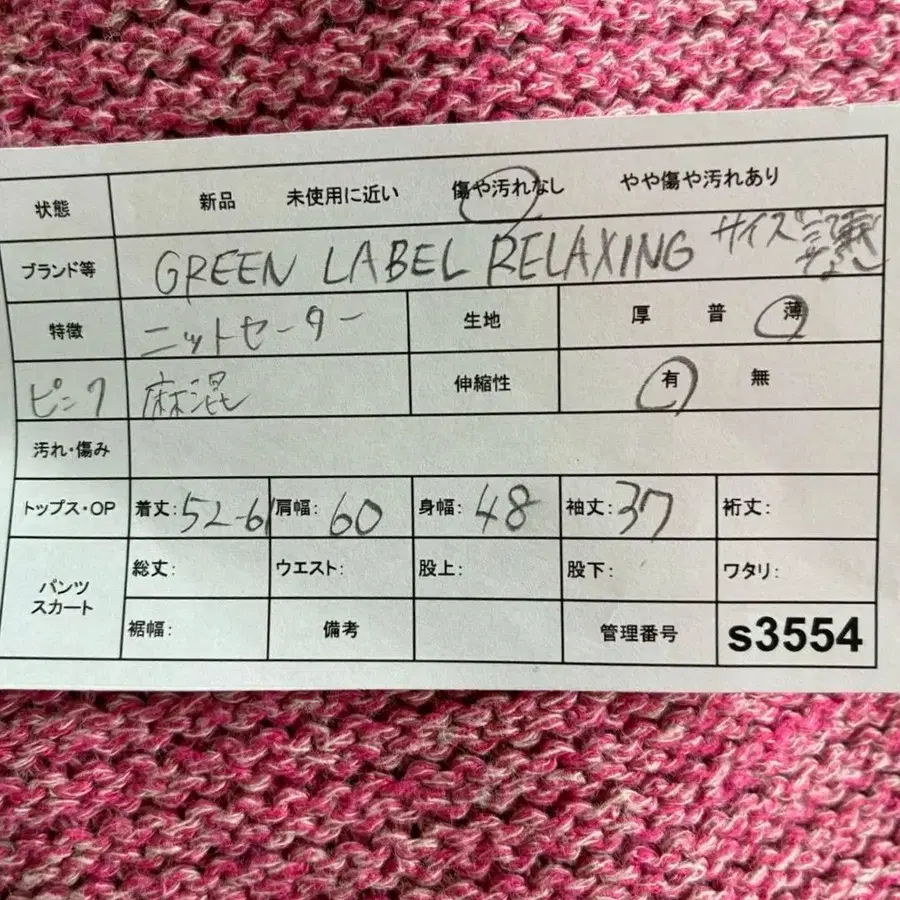 状態 新品 未使用に近い 傷や汚れなし やや傷や汚れあり
ブランド等 GREEN LABEL RELAXING サイズ
特徴 ニットセーター 生地 厚 普 薄
ピンク 麻混 伸縮性 有 無
汚れ・傷み
トップス・OP 着丈:52-61 肩幅:60 身幅:48 袖丈:37 裄丈:
パンツ スカート 総丈: ウエスト: 股上: 股下: ワタリ:
裾幅: 備考 管理番号 s3554